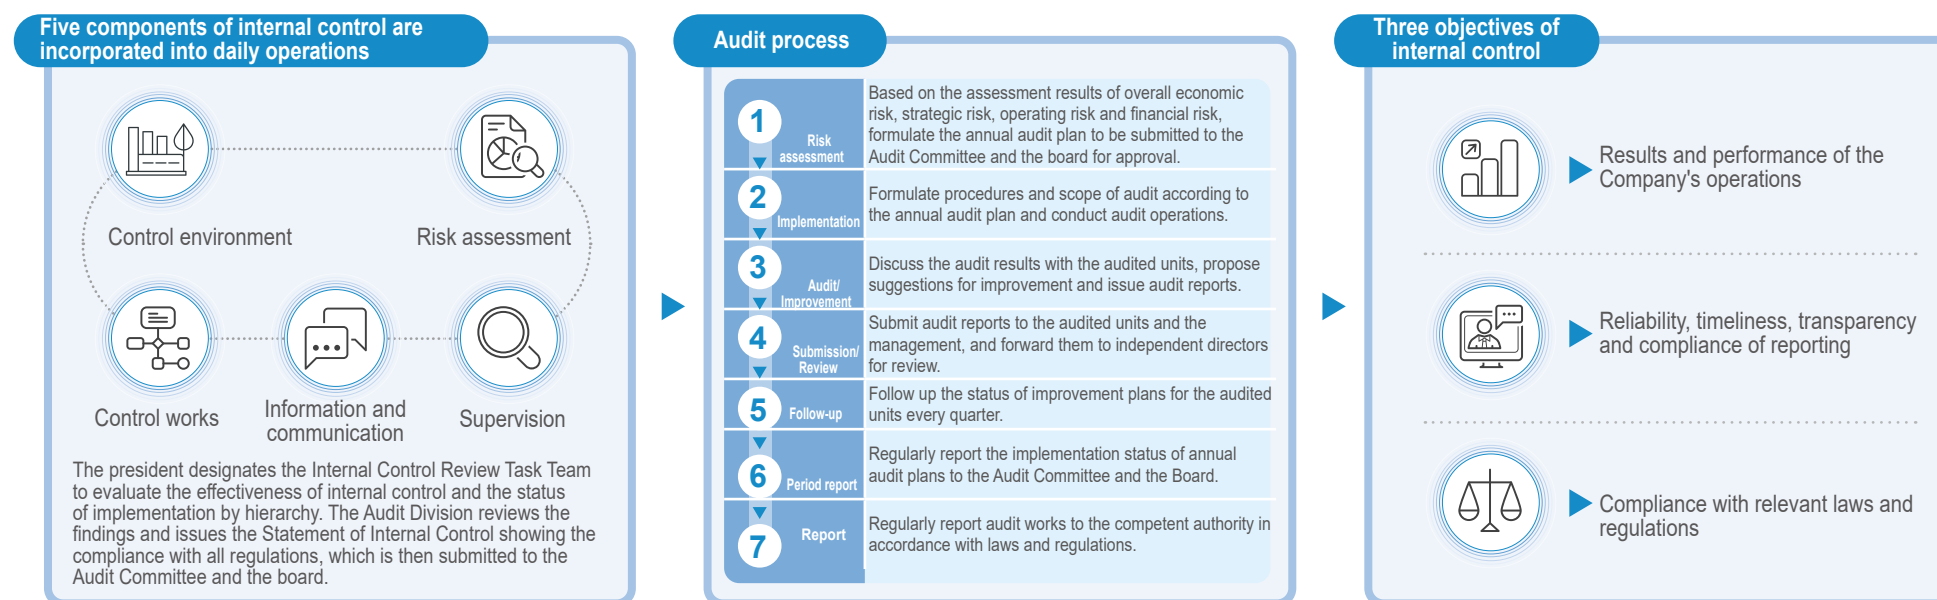 Five components of internal control are
incorporated into daily operations
Control environment
Risk assessment
Control works
Information and
communication
Supervision
The president designates the Internal Control Review Task Team
to evaluate the effectiveness of internal control and the status
of implementation by hierarchy. The Audit Division reviews the
findings and issues the Statement of Internal Control showing the
compliance with all regulations, which is then submitted to the
Audit Committee and the board.
Audit process
1
Risk
assessment
Based on the assessment results of overall economic
risk, strategic risk, operating risk and financial risk,
formulate the annual audit plan to be submitted to the
Audit Committee and the board for approval.
2
Implementation
Formulate procedures and scope of audit according to
the annual audit plan and conduct audit operations.
3
Audit/
Improvement
Discuss the audit results with the audited units, propose
suggestions for improvement and issue audit reports.
4
Submission/
Review
Submit audit reports to the audited units and the
management, and forward them to independent directors
for review.
5
Follow-up
Follow up the status of improvement plans for the audited
units every quarter.
6
Period report
Regularly report the implementation status of annual
audit plans to the Audit Committee and the Board.
7
Report
Regularly report audit works to the competent authority in
accordance with laws and regulations.
Three objectives of
internal control
Results and performance of the
Company's operations
Reliability, timeliness, transparency
and compliance of reporting
Compliance with relevant laws and
regulations